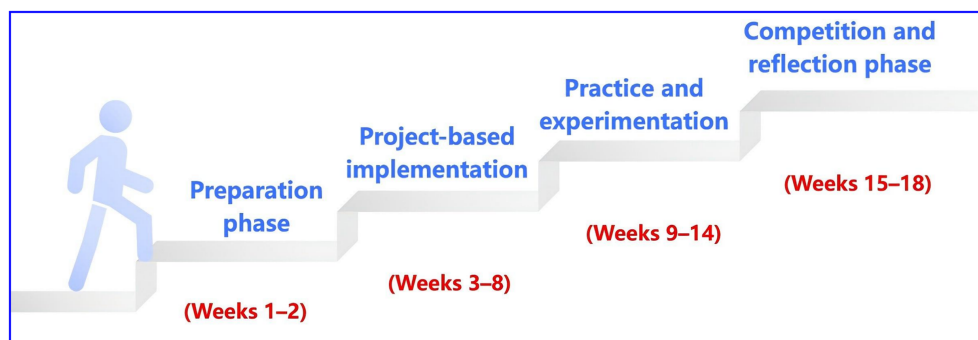 Preparation
phase
(Weeks 1–2)
Project-based
implementation
(Weeks 3–8)
Practice and
experimentation
(Weeks 9–14)
Competition and
reflection phase
(Weeks 15–18)